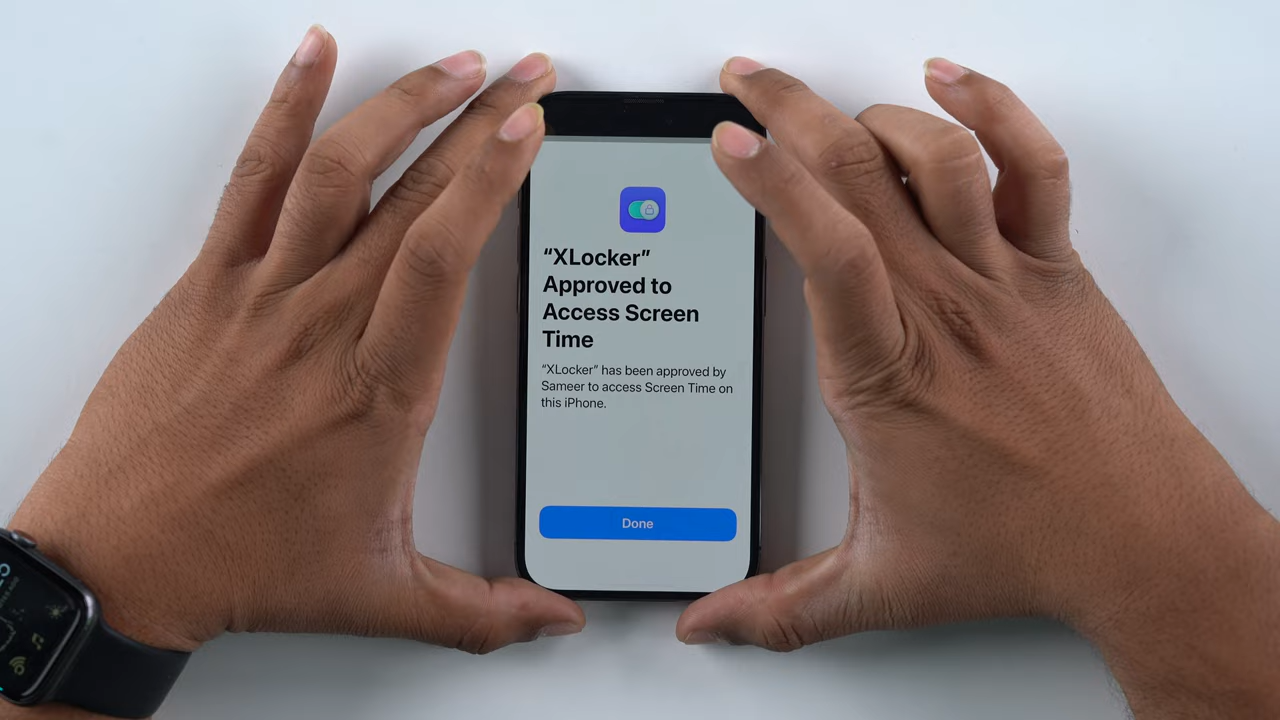 “XLocker”
Approved to
Access Screen
Time
“XLocker” has been approved by
Sameer to access Screen Time on
this iPhone.
Done